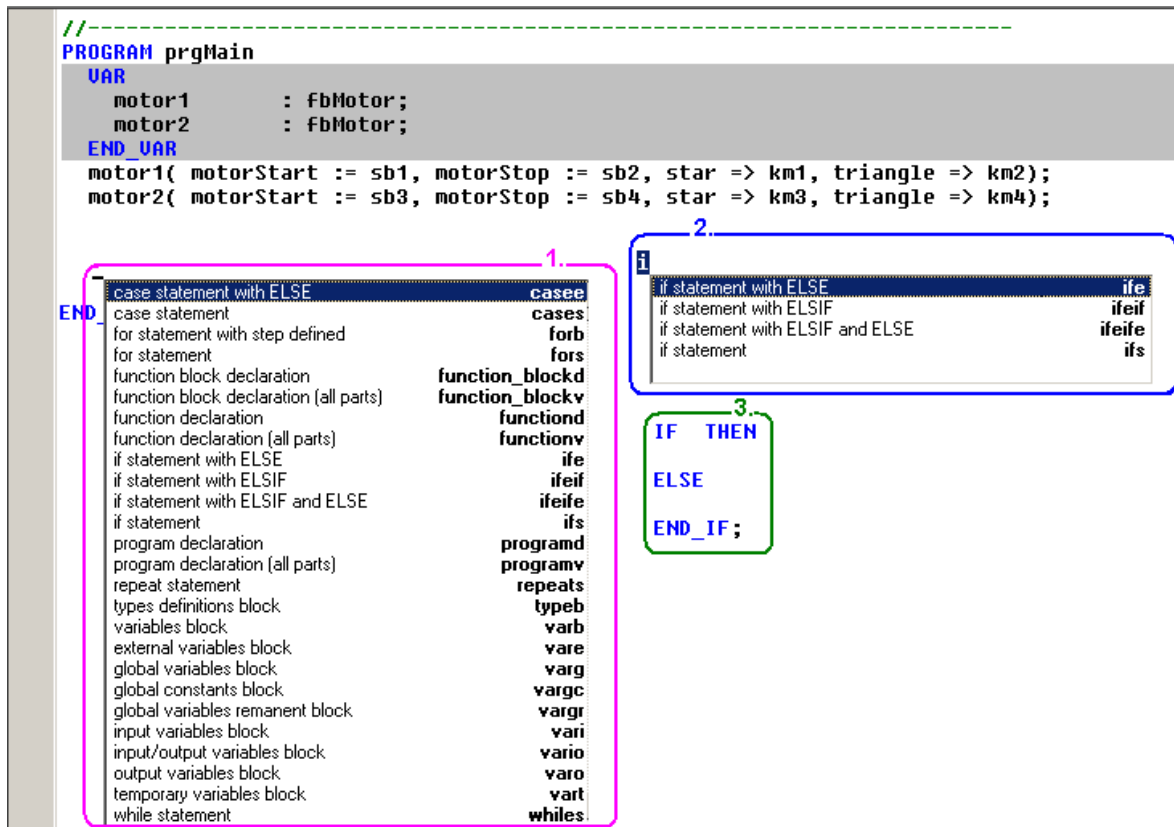 //------------------------------------------------------------------------
PROGRAM prgMain
VAR
motor1 : fbMotor;
motor2 : fbMotor;
END_VAR
motor1( motorStart := sb1, motorStop := sb2, star => km1, triangle => km2);
motor2( motorStart := sb3, motorStop := sb4, star => km3, triangle => km4);
1.
case statement with ELSE casee
END_
case statement cases
for statement with step defined forb
for statement fors
function block declaration function_blockd
function block declaration (all parts) function_blockv
function declaration functiond
function declaration (all parts) functionv
if statement with ELSE ife
if statement with ELSIF ifeif
if statement with ELSIF and ELSE ifeife
if statement ifs
program declaration programd
program declaration (all parts) programv
repeat statement repeats
types definitions block typeb
variables block varb
external variables block vare
global variables block varg
global constants block vargc
global variables remanent block vargr
input variables block vari
input/output variables block vario
output variables block varo
temporary variables block vart
while statement whiles
2.
i
if statement with ELSE ife
if statement with ELSIF ifeif
if statement with ELSIF and ELSE ifeife
if statement ifs
3.
IF THEN
ELSE
END_IF;